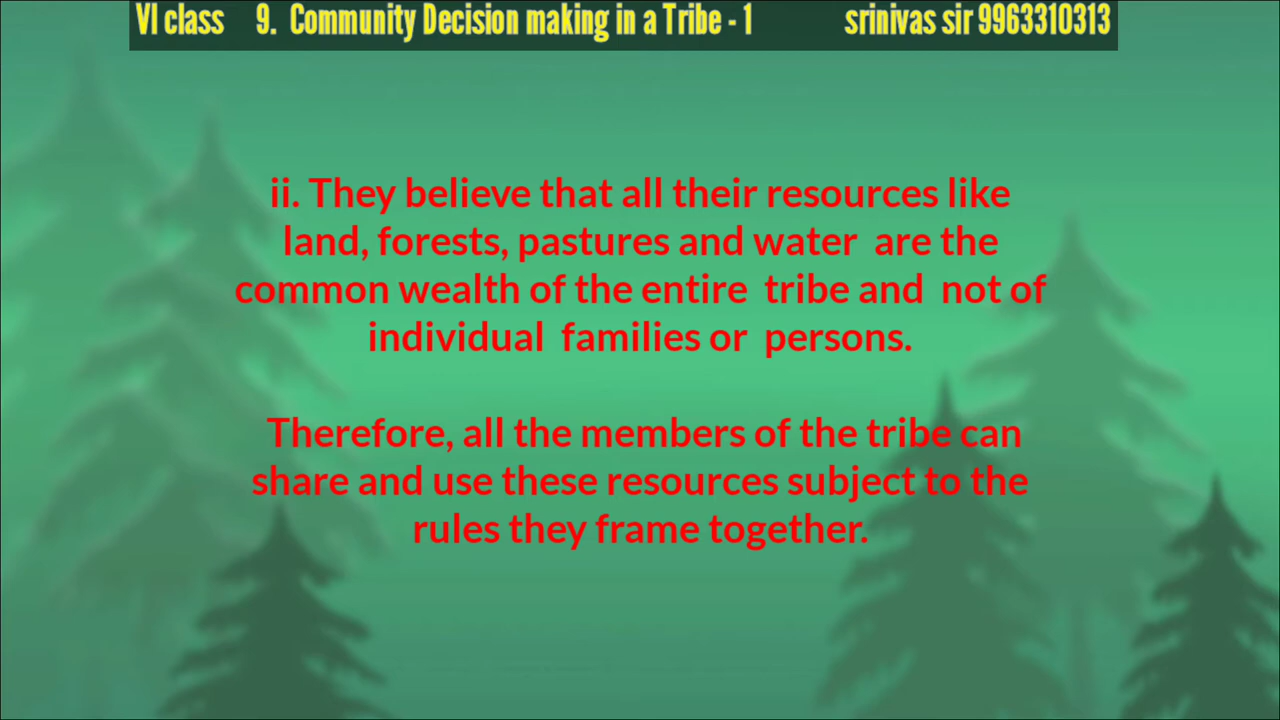 VI class 9. Community Decision making in a Tribe - 1 srinivas sir 9963310313
ii. They believe that all their resources like
land, forests, pastures and water are the
common wealth of the entire tribe and not of
individual families or persons.
Therefore, all the members of the tribe can
share and use these resources subject to the
rules they frame together.